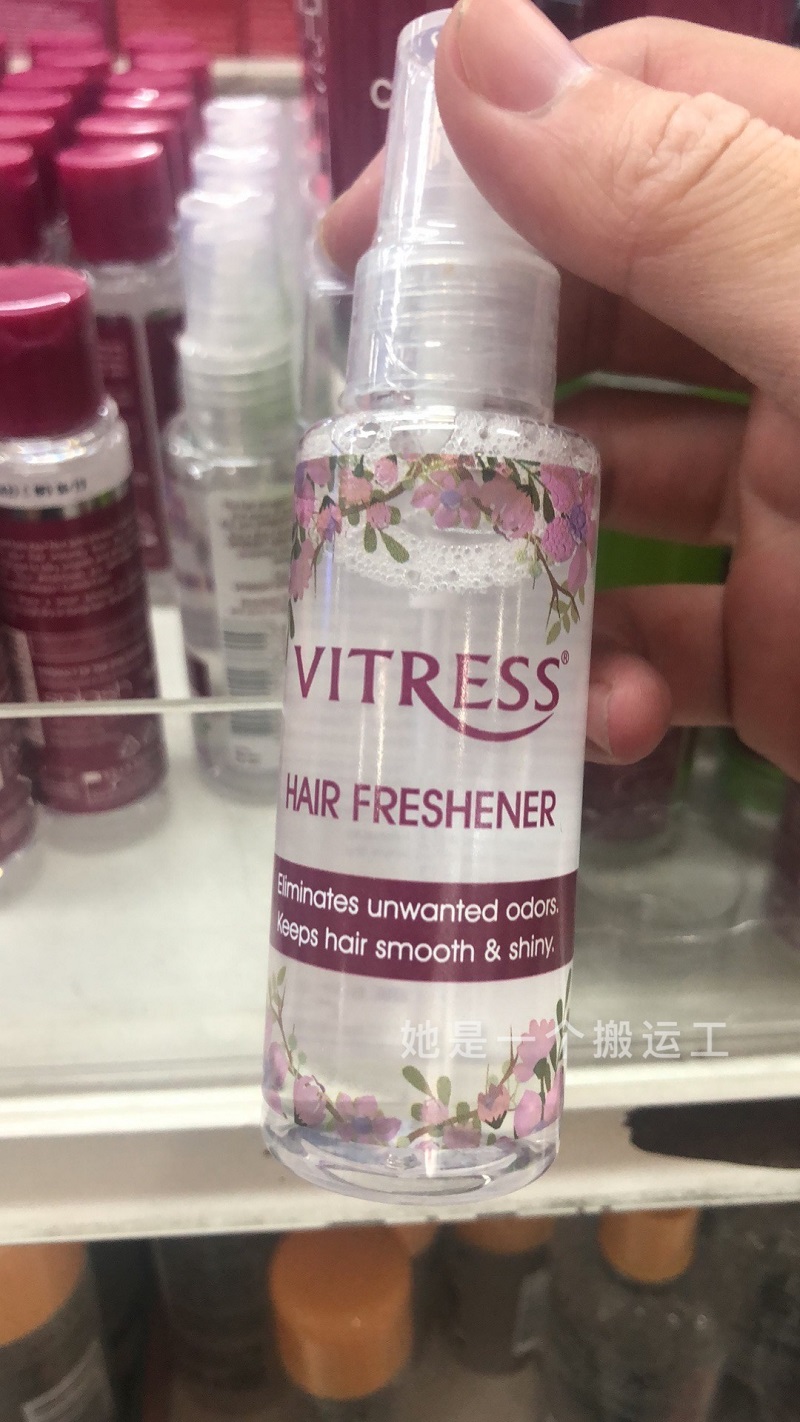 VITRESS®
HAIR FRESHENER
Eliminates unwanted odors.
Keeps hair smooth & shiny.
她是一个搬运工